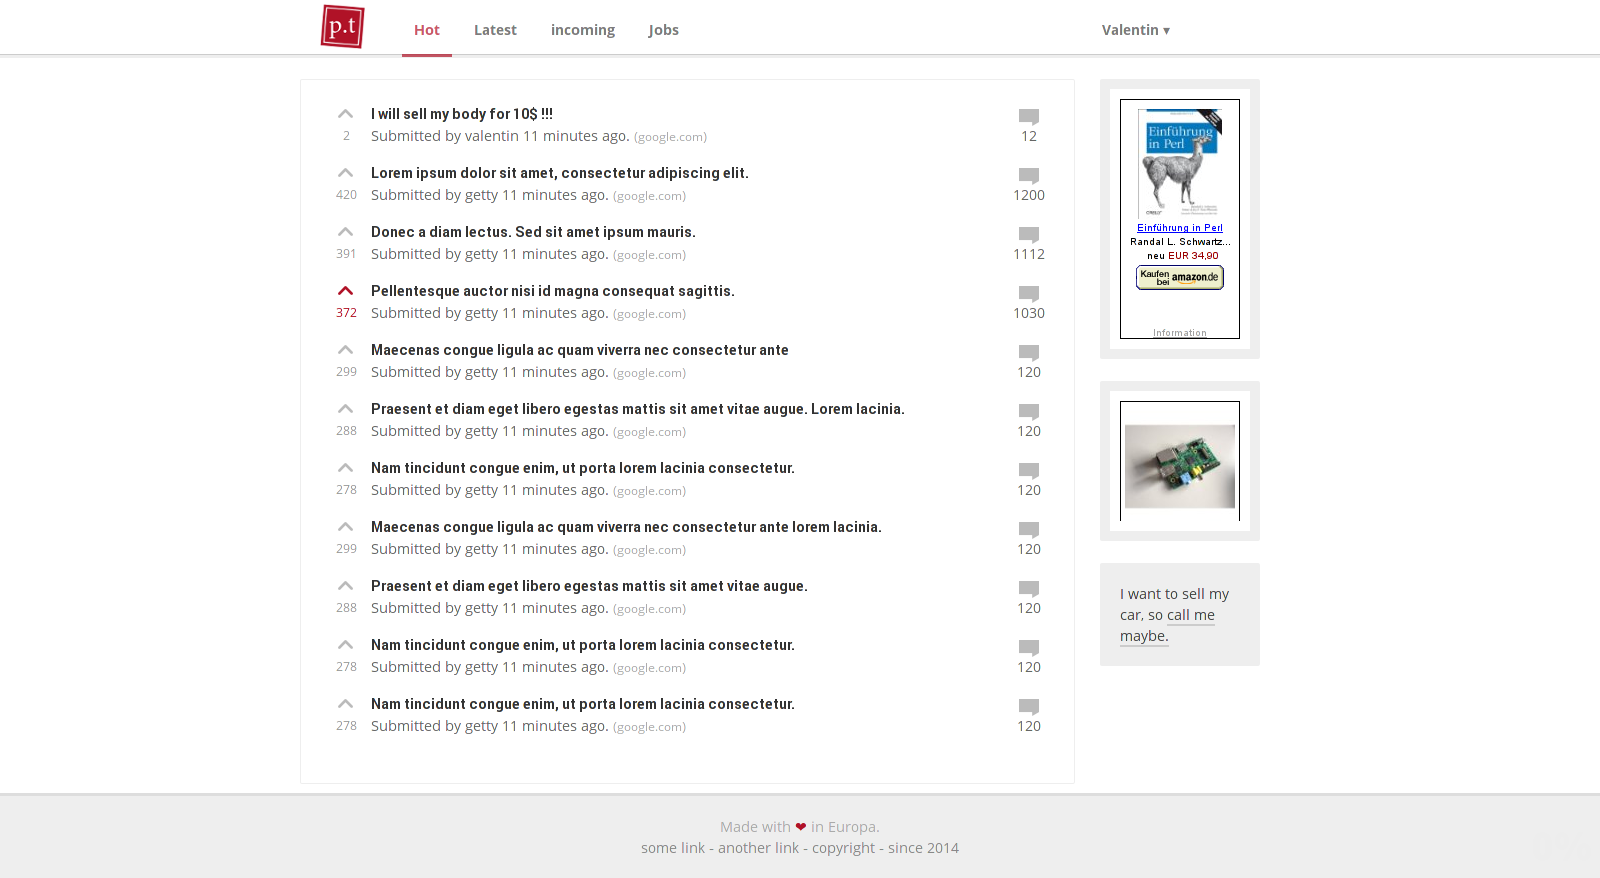 p.t
Hot
Latest
incoming
Jobs
Valentin ▾
I will sell my body for 10$ !!!
2
Submitted by valentin 11 minutes ago. (google.com)
12
Lorem ipsum dolor sit amet, consectetur adipiscing elit.
420
Submitted by getty 11 minutes ago. (google.com)
1200
Donec a diam lectus. Sed sit amet ipsum mauris.
391
Submitted by getty 11 minutes ago. (google.com)
1112
Pellentesque auctor nisi id magna consequat sagittis.
372
Submitted by getty 11 minutes ago. (google.com)
1030
Maecenas congue ligula ac quam viverra nec consectetur ante
299
Submitted by getty 11 minutes ago. (google.com)
120
Praesent et diam eget libero egestas mattis sit amet vitae augue. Lorem lacinia.
288
Submitted by getty 11 minutes ago. (google.com)
120
Nam tincidunt congue enim, ut porta lorem lacinia consectetur.
278
Submitted by getty 11 minutes ago. (google.com)
120
Maecenas congue ligula ac quam viverra nec consectetur ante lorem lacinia.
299
Submitted by getty 11 minutes ago. (google.com)
120
Praesent et diam eget libero egestas mattis sit amet vitae augue.
288
Submitted by getty 11 minutes ago. (google.com)
120
Nam tincidunt congue enim, ut porta lorem lacinia consectetur.
278
Submitted by getty 11 minutes ago. (google.com)
120
Nam tincidunt congue enim, ut porta lorem lacinia consectetur.
278
Submitted by getty 11 minutes ago. (google.com)
120
Einführung
in Perl
O'REILLY
Einführung in Perl
Randal L. Schwartz...
neu EUR 34,90
Kaufen
bei amazon.de
Information
I want to sell my
car, so call me
maybe.
Made with ❤ in Europa.
some link - another link - copyright - since 2014